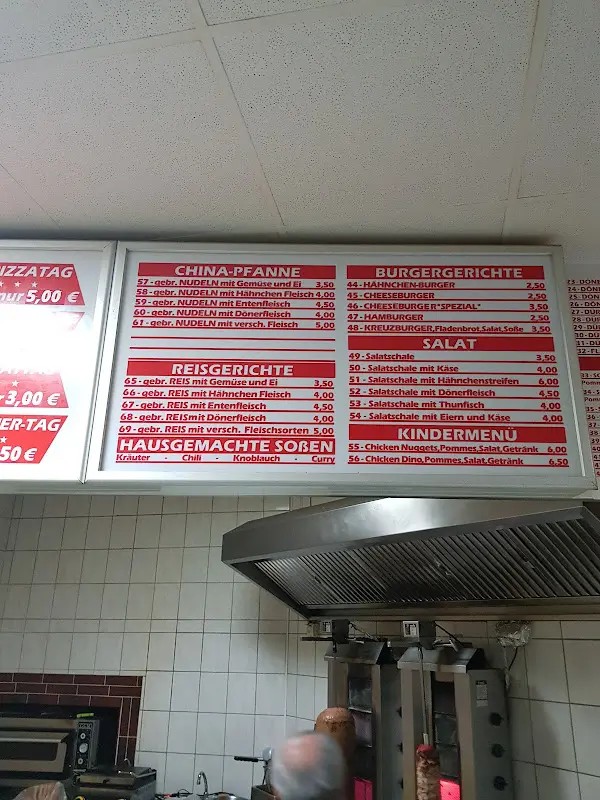 IZZATAG
nur 5,00 €
3,00 €
ER-TAG
50 €
CHINA-PFANNE
57 - gebr. NUDELN mit Gemüse und Ei 3,50
58 - gebr. NUDELN mit Hähnchen Fleisch 4,00
59 - gebr. NUDELN mit Entenfleisch 4,50
60 - gebr. NUDELN mit Dönerfleisch 4,00
61 - gebr. NUDELN mit versch. Fleisch 5,00
REISGERICHTE
65 - gebr. REIS mit Gemüse und Ei 3,50
66 - gebr. REIS mit Hähnchen Fleisch 4,00
67 - gebr. REIS mit Entenfleisch 4,50
68 - gebr. REIS mit Dönerfleisch 4,00
69 - gebr. REIS mit versch. Fleischsorten 5,00
HAUSGEMACHTE SOßEN
Kräuter - Chili - Knoblauch - Curry
BURGERGERICHTE
44 - HÄHNCHEN-BURGER 2,50
45 - CHEESEBURGER 2,50
46 - CHEESEBURGER "SPEZIAL" 3,50
47 - HAMBURGER 2,50
48 - KREUZBURGER,Fladenbrot,Salat,Soße 3,50
SALAT
49 - Salatschale 3,50
50 - Salatschale mit Käse 4,00
51 - Salatschale mit Hähnchenstreifen 6,00
52 - Salatschale mit Dönerfleisch 4,50
53 - Salatschale mit Thunfisch 4,00
54 - Salatschale mit Eiern und Käse 4,00
KINDERMENÜ
55 - Chicken Nuggets,Pommes,Salat,Getränk 6,00
56 - Chicken Dino,Pommes,Salat,Getränk 6,50